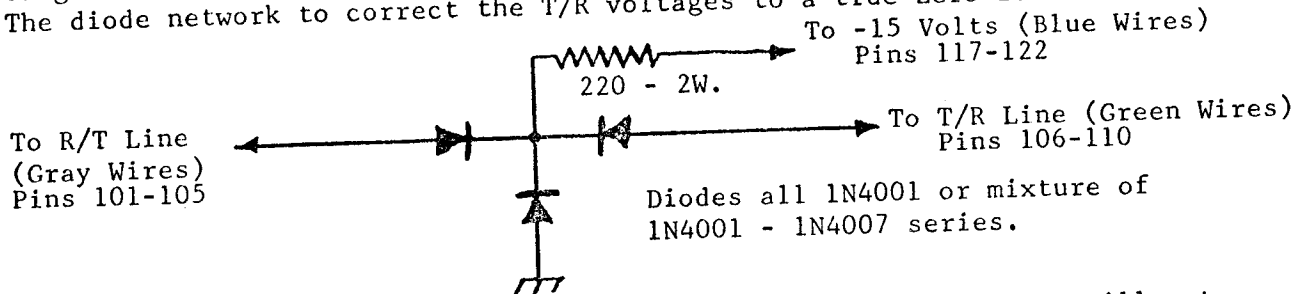 The diode network to correct the T/R voltages to a true
To -15 Volts (Blue Wires)
Pins 117-122
220 - 2W.
To R/T Line
(Gray Wires)
Pins 101-105
To T/R Line (Green Wires)
Pins 106-110
Diodes all 1N4001 or mixture of
1N4001 - 1N4007 series.